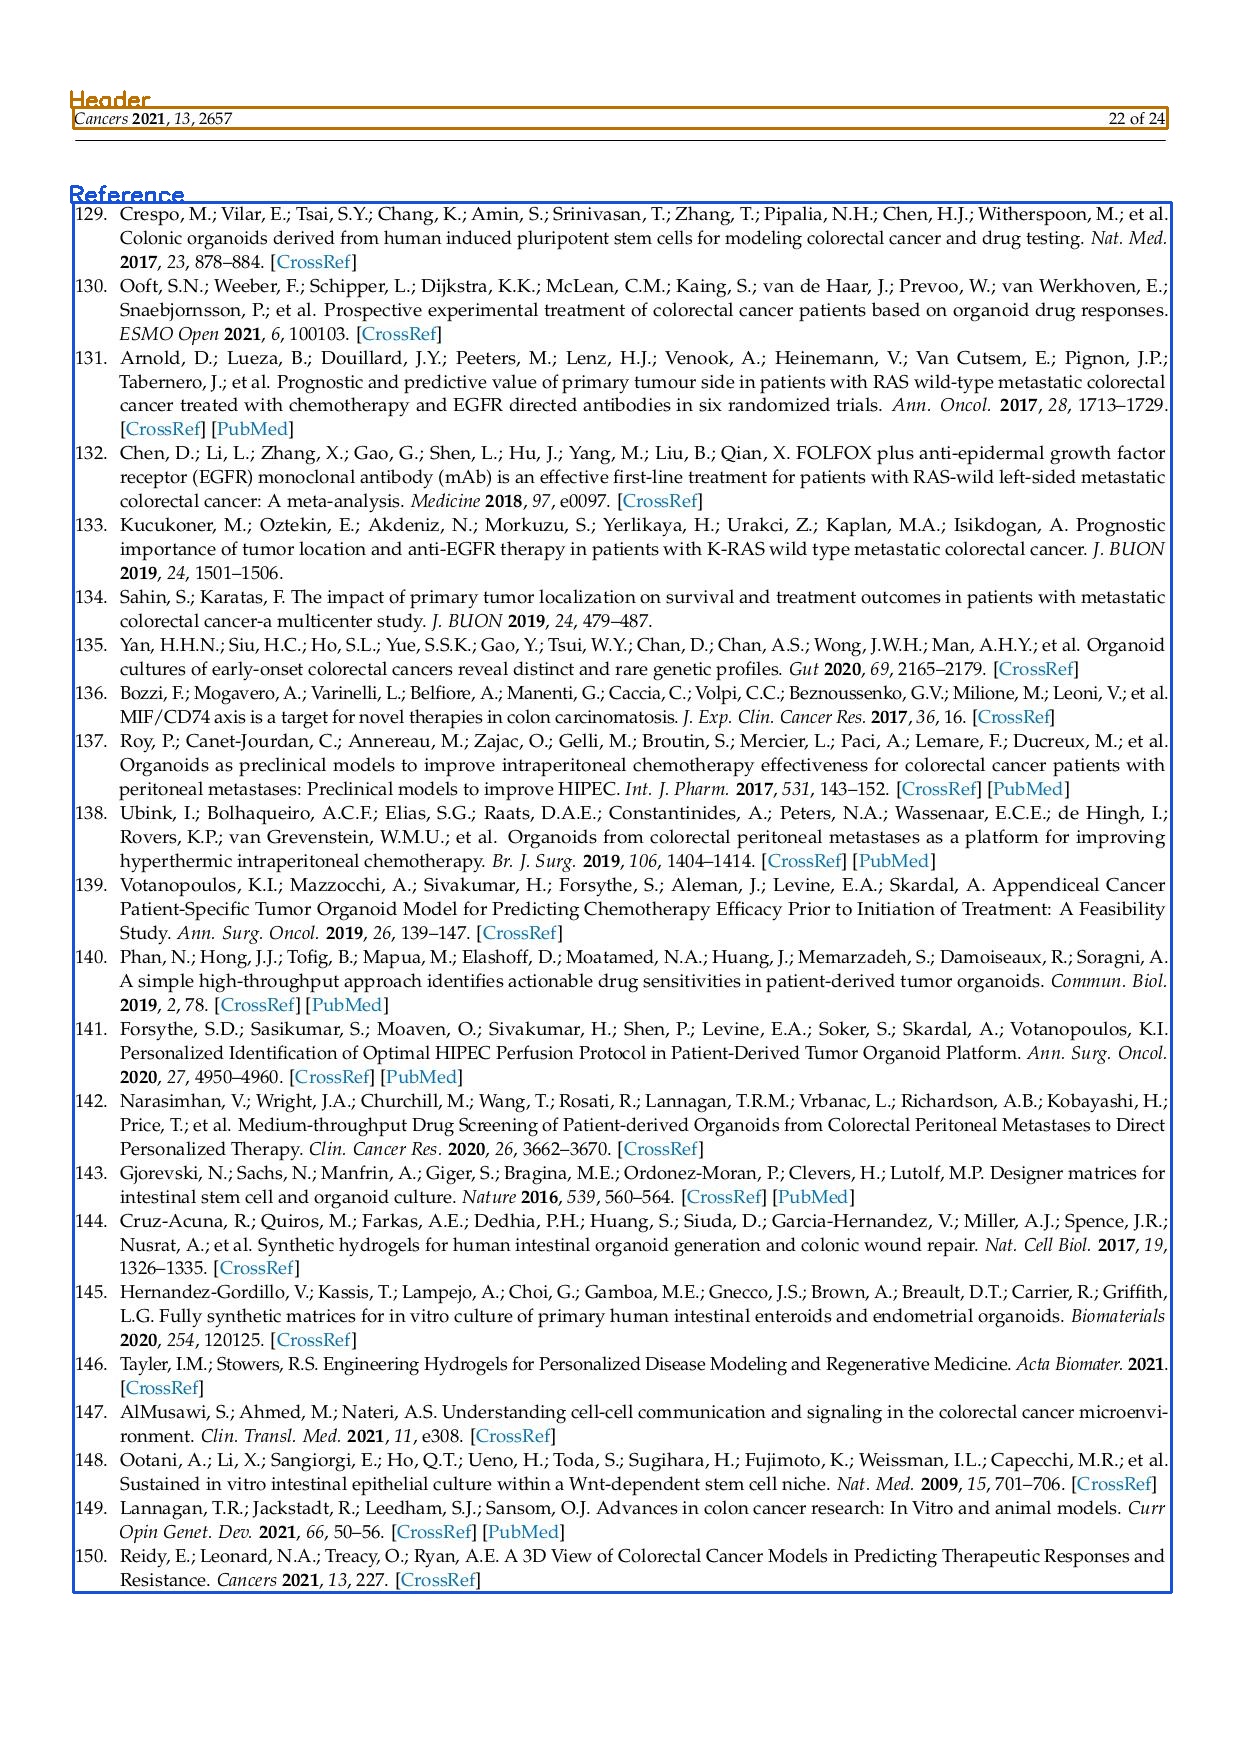 Header
Cancers 2021, 13, 2657 22 of 24
Reference
129. Crespo, M.; Vilar, E.; Tsai, S.Y.; Chang, K.; Amin, S.; Srinivasan, T.; Zhang, T.; Pipalia, N.H.; Chen, H.J.; Witherspoon, M.; et al.
Colonic organoids derived from human induced pluripotent stem cells for modeling colorectal cancer and drug testing. Nat. Med.
2017, 23, 878–884. [CrossRef]
130. Ooft, S.N.; Weeber, F.; Schipper, L.; Dijkstra, K.K.; McLean, C.M.; Kaing, S.; van de Haar, J.; Prevoo, W.; van Werkhoven, E.;
Snaebjornsson, P.; et al. Prospective experimental treatment of colorectal cancer patients based on organoid drug responses.
ESMO Open 2021, 6, 100103. [CrossRef]
131. Arnold, D.; Lueza, B.; Douillard, J.Y.; Peeters, M.; Lenz, H.J.; Venook, A.; Heinemann, V.; Van Cutsem, E.; Pignon, J.P.;
Tabernero, J.; et al. Prognostic and predictive value of primary tumour side in patients with RAS wild-type metastatic colorectal
cancer treated with chemotherapy and EGFR directed antibodies in six randomized trials. Ann. Oncol. 2017, 28, 1713–1729.
[CrossRef] [PubMed]
132. Chen, D.; Li, L.; Zhang, X.; Gao, G.; Shen, L.; Hu, J.; Yang, M.; Liu, B.; Qian, X. FOLFOX plus anti-epidermal growth factor
receptor (EGFR) monoclonal antibody (mAb) is an effective first-line treatment for patients with RAS-wild left-sided metastatic
colorectal cancer: A meta-analysis. Medicine 2018, 97, e0097. [CrossRef]
133. Kucukoner, M.; Oztekin, E.; Akdeniz, N.; Morkuzu, S.; Yerlikaya, H.; Urakci, Z.; Kaplan, M.A.; Isikdogan, A. Prognostic
importance of tumor location and anti-EGFR therapy in patients with K-RAS wild type metastatic colorectal cancer. J. BUON
2019, 24, 1501–1506.
134. Sahin, S.; Karatas, F. The impact of primary tumor localization on survival and treatment outcomes in patients with metastatic
colorectal cancer-a multicenter study. J. BUON 2019, 24, 479–487.
135. Yan, H.H.N.; Siu, H.C.; Ho, S.L.; Yue, S.S.K.; Gao, Y.; Tsui, W.Y.; Chan, D.; Chan, A.S.; Wong, J.W.H.; Man, A.H.Y.; et al. Organoid
cultures of early-onset colorectal cancers reveal distinct and rare genetic profiles. Gut 2020, 69, 2165–2179. [CrossRef]
136. Bozzi, F.; Mogavero, A.; Varinelli, L.; Belfiore, A.; Manenti, G.; Caccia, C.; Volpi, C.C.; Beznoussenko, G.V.; Milione, M.; Leoni, V.; et al.
MIF/CD74 axis is a target for novel therapies in colon carcinomatosis. J. Exp. Clin. Cancer Res. 2017, 36, 16. [CrossRef]
137. Roy, P.; Canet-Jourdan, C.; Annereau, M.; Zajac, O.; Gelli, M.; Broutin, S.; Mercier, L.; Paci, A.; Lemare, F.; Ducreux, M.; et al.
Organoids as preclinical models to improve intraperitoneal chemotherapy effectiveness for colorectal cancer patients with
peritoneal metastases: Preclinical models to improve HIPEC. Int. J. Pharm. 2017, 531, 143–152. [CrossRef] [PubMed]
138. Ubink, I.; Bolhaqueiro, A.C.F.; Elias, S.G.; Raats, D.A.E.; Constantinides, A.; Peters, N.A.; Wassenaar, E.C.E.; de Hingh, I.;
Rovers, K.P.; van Grevenstein, W.M.U.; et al. Organoids from colorectal peritoneal metastases as a platform for improving
hyperthermic intraperitoneal chemotherapy. Br. J. Surg. 2019, 106, 1404–1414. [CrossRef] [PubMed]
139. Votanopoulos, K.I.; Mazzocchi, A.; Sivakumar, H.; Forsythe, S.; Aleman, J.; Levine, E.A.; Skardal, A. Appendiceal Cancer
Patient-Specific Tumor Organoid Model for Predicting Chemotherapy Efficacy Prior to Initiation of Treatment: A Feasibility
Study. Ann. Surg. Oncol. 2019, 26, 139–147. [CrossRef]
140. Phan, N.; Hong, J.J.; Tofig, B.; Mapua, M.; Elashoff, D.; Moatamed, N.A.; Huang, J.; Memarzadeh, S.; Damoiseaux, R.; Soragni, A.
A simple high-throughput approach identifies actionable drug sensitivities in patient-derived tumor organoids. Commun. Biol.
2019, 2, 78. [CrossRef] [PubMed]
141. Forsythe, S.D.; Sasikumar, S.; Moaven, O.; Sivakumar, H.; Shen, P.; Levine, E.A.; Soker, S.; Skardal, A.; Votanopoulos, K.I.
Personalized Identification of Optimal HIPEC Perfusion Protocol in Patient-Derived Tumor Organoid Platform. Ann. Surg. Oncol.
2020, 27, 4950–4960. [CrossRef] [PubMed]
142. Narasimhan, V.; Wright, J.A.; Churchill, M.; Wang, T.; Rosati, R.; Lannagan, T.R.M.; Vrbanac, L.; Richardson, A.B.; Kobayashi, H.;
Price, T.; et al. Medium-throughput Drug Screening of Patient-derived Organoids from Colorectal Peritoneal Metastases to Direct
Personalized Therapy. Clin. Cancer Res. 2020, 26, 3662–3670. [CrossRef]
143. Gjorevski, N.; Sachs, N.; Manfrin, A.; Giger, S.; Bragina, M.E.; Ordonez-Moran, P.; Clevers, H.; Lutolf, M.P. Designer matrices for
intestinal stem cell and organoid culture. Nature 2016, 539, 560–564. [CrossRef] [PubMed]
144. Cruz-Acuna, R.; Quiros, M.; Farkas, A.E.; Dedhia, P.H.; Huang, S.; Siuda, D.; Garcia-Hernandez, V.; Miller, A.J.; Spence, J.R.;
Nusrat, A.; et al. Synthetic hydrogels for human intestinal organoid generation and colonic wound repair. Nat. Cell Biol. 2017, 19,
1326–1335. [CrossRef]
145. Hernandez-Gordillo, V.; Kassis, T.; Lampejo, A.; Choi, G.; Gamboa, M.E.; Gnecco, J.S.; Brown, A.; Breault, D.T.; Carrier, R.; Griffith,
L.G. Fully synthetic matrices for in vitro culture of primary human intestinal enteroids and endometrial organoids. Biomaterials
2020, 254, 120125. [CrossRef]
146. Tayler, I.M.; Stowers, R.S. Engineering Hydrogels for Personalized Disease Modeling and Regenerative Medicine. Acta Biomater. 2021.
[CrossRef]
147. AlMusawi, S.; Ahmed, M.; Nateri, A.S. Understanding cell-cell communication and signaling in the colorectal cancer microenvi-
ronment. Clin. Transl. Med. 2021, 11, e308. [CrossRef]
148. Ootani, A.; Li, X.; Sangiorgi, E.; Ho, Q.T.; Ueno, H.; Toda, S.; Sugihara, H.; Fujimoto, K.; Weissman, I.L.; Capecchi, M.R.; et al.
Sustained in vitro intestinal epithelial culture within a Wnt-dependent stem cell niche. Nat. Med. 2009, 15, 701–706. [CrossRef]
149. Lannagan, T.R.; Jackstadt, R.; Leedham, S.J.; Sansom, O.J. Advances in colon cancer research: In Vitro and animal models. Curr
Opin Genet. Dev. 2021, 66, 50–56. [CrossRef] [PubMed]
150. Reidy, E.; Leonard, N.A.; Treacy, O.; Ryan, A.E. A 3D View of Colorectal Cancer Models in Predicting Therapeutic Responses and
Resistance. Cancers 2021, 13, 227. [CrossRef]